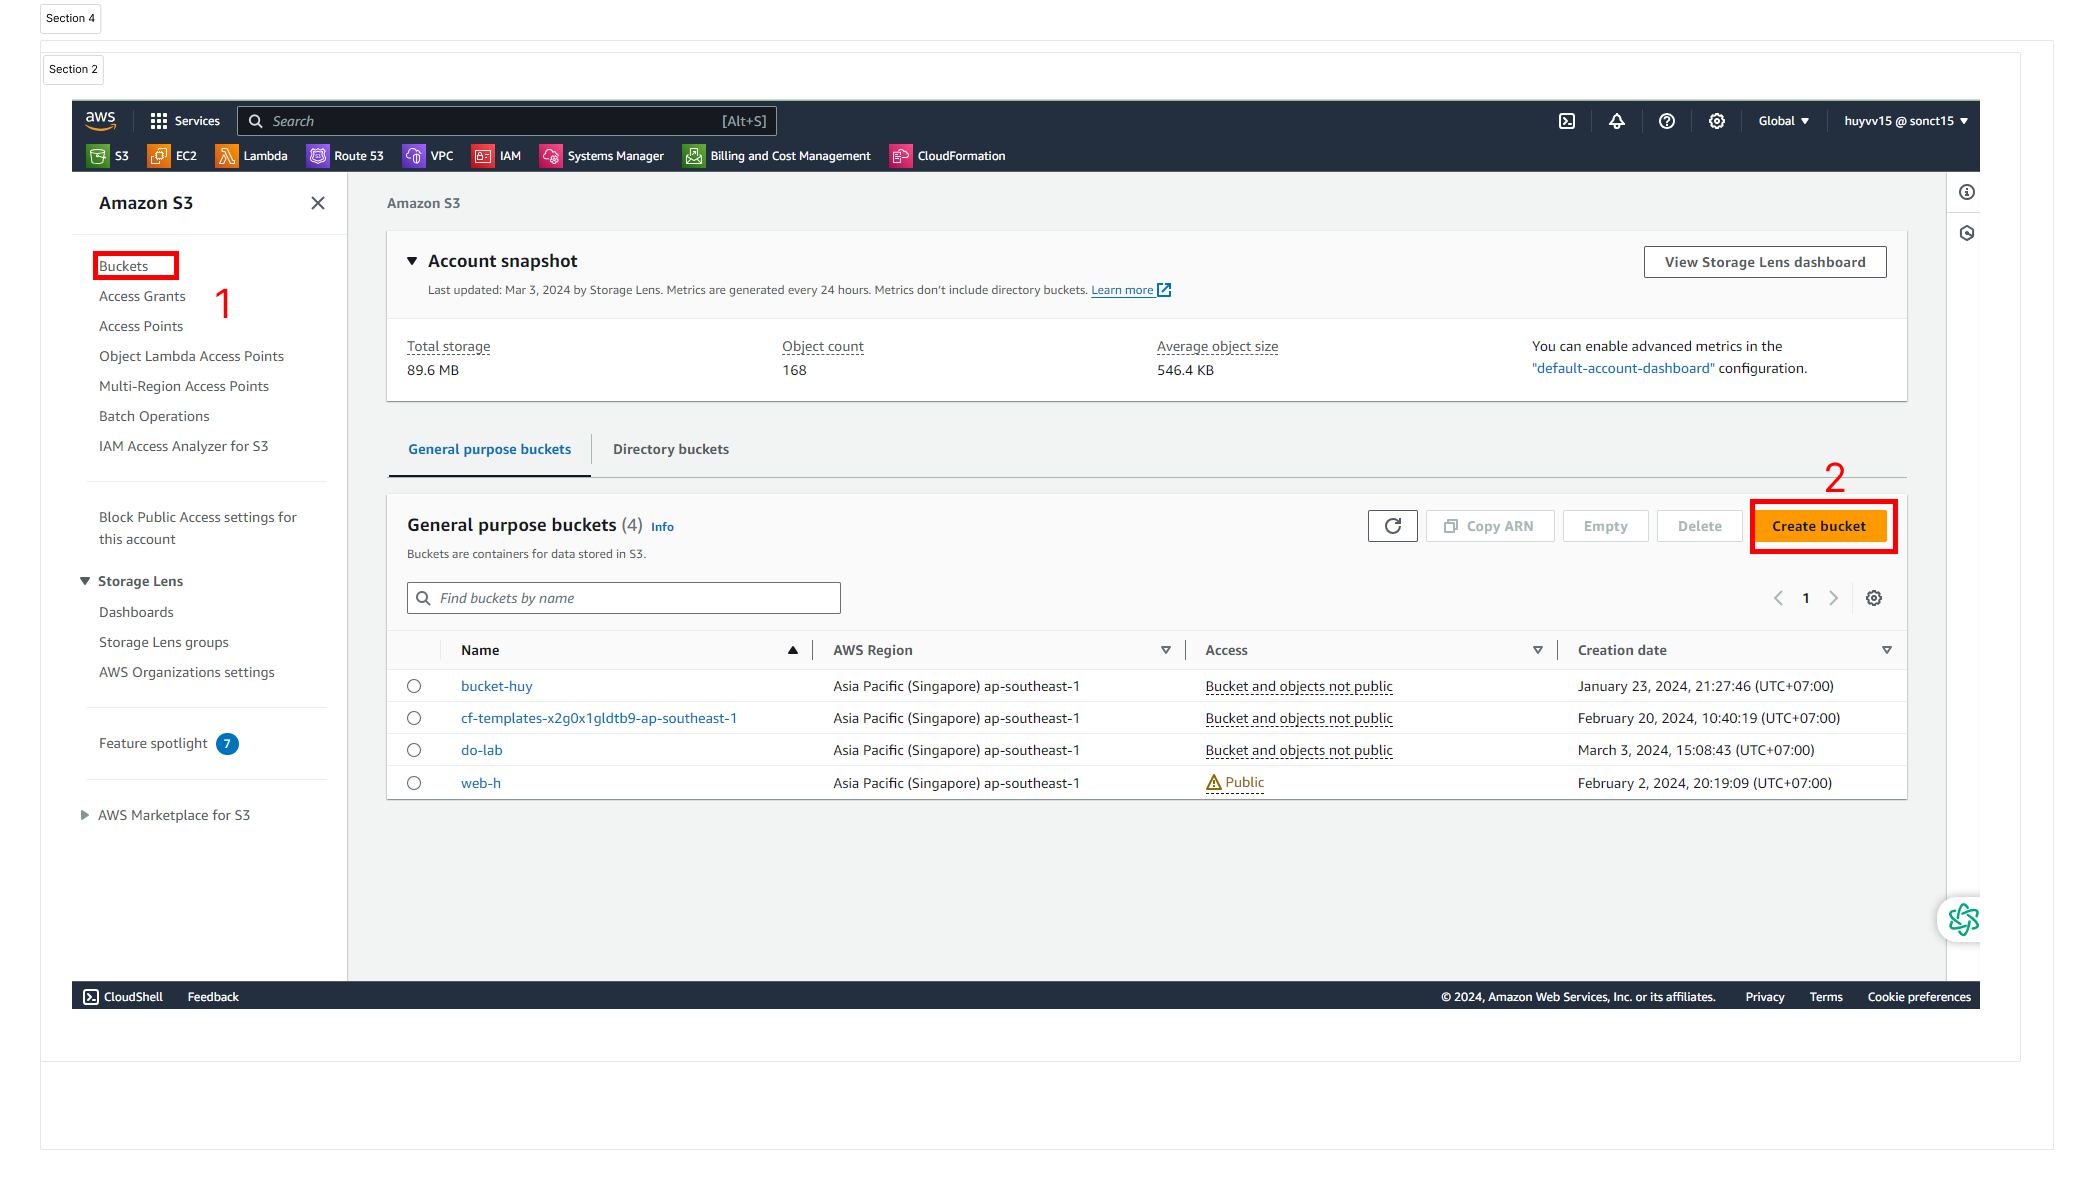 Section 4
Section 2
aws Services Search [Alt+S] Global huyvv15 @ sonct15
S3 EC2 Lambda Route 53 VPC IAM Systems Manager Billing and Cost Management CloudFormation
Amazon S3
Buckets
1
Access Grants
Access Points
Object Lambda Access Points
Multi-Region Access Points
Batch Operations
IAM Access Analyzer for S3
Block Public Access settings for
this account
Storage Lens
Dashboards
Storage Lens groups
AWS Organizations settings
Feature spotlight 7
AWS Marketplace for S3
Amazon S3
Account snapshot
View Storage Lens dashboard
Last updated: Mar 3, 2024 by Storage Lens. Metrics are generated every 24 hours. Metrics don't include directory buckets. Learn more
Total storage
89.6 MB
Object count
168
Average object size
546.4 KB
You can enable advanced metrics in the
"default-account-dashboard" configuration.
General purpose buckets Directory buckets
2
General purpose buckets (4) Info
Copy ARN Empty Delete Create bucket
Buckets are containers for data stored in S3.
Find buckets by name
1
Name AWS Region Access Creation date
bucket-huy Asia Pacific (Singapore) ap-southeast-1 Bucket and objects not public January 23, 2024, 21:27:46 (UTC+07:00)
cf-templates-x2g0x1gldtb9-ap-southeast-1 Asia Pacific (Singapore) ap-southeast-1 Bucket and objects not public February 20, 2024, 10:40:19 (UTC+07:00)
do-lab Asia Pacific (Singapore) ap-southeast-1 Bucket and objects not public March 3, 2024, 15:08:43 (UTC+07:00)
web-h Asia Pacific (Singapore) ap-southeast-1 Public February 2, 2024, 20:19:09 (UTC+07:00)
CloudShell Feedback © 2024, Amazon Web Services, Inc. or its affiliates. Privacy Terms Cookie preferences